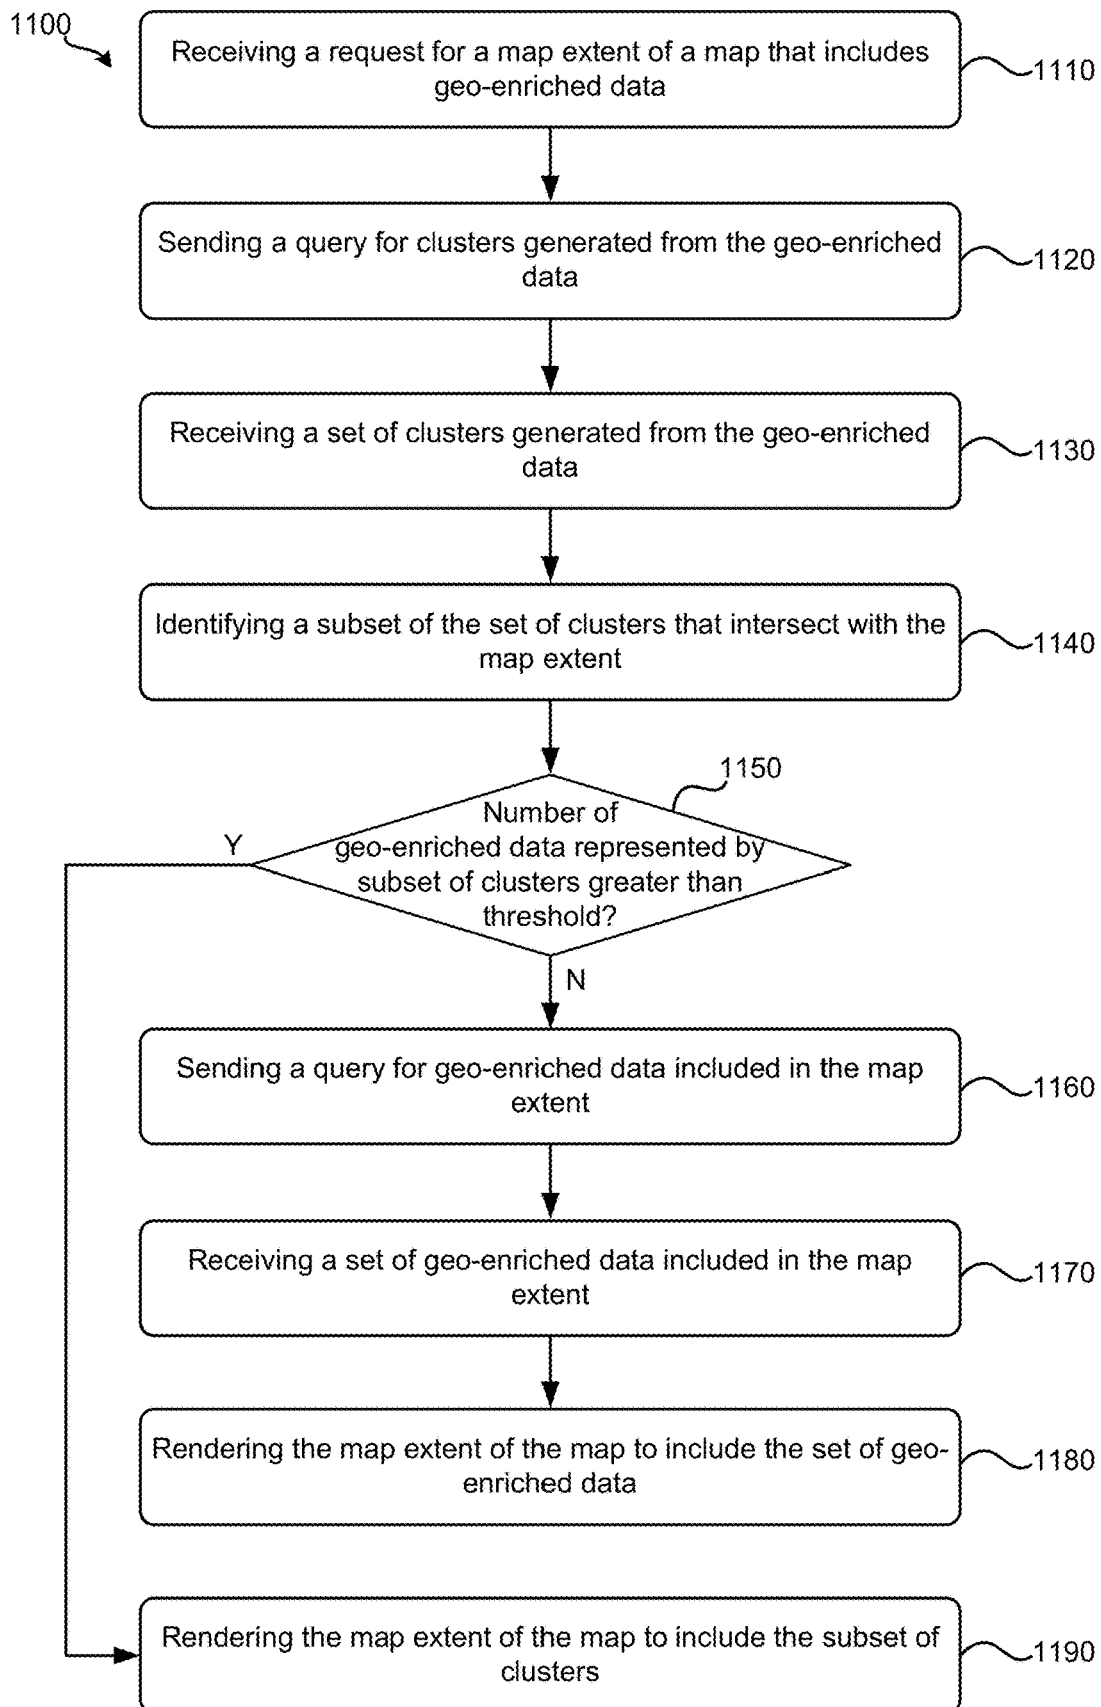 1100
Receiving a request for a map extent of a map that includes
geo-enriched data
1110
Sending a query for clusters generated from the geo-enriched
data
1120
Receiving a set of clusters generated from the geo-enriched
data
1130
Identifying a subset of the set of clusters that intersect with the
map extent
1140
1150
Number of
geo-enriched data represented by
subset of clusters greater than
threshold?
Y
N
Sending a query for geo-enriched data included in the map
extent
1160
Receiving a set of geo-enriched data included in the map
extent
1170
Rendering the map extent of the map to include the set of geo-
enriched data
1180
Rendering the map extent of the map to include the subset of
clusters
1190